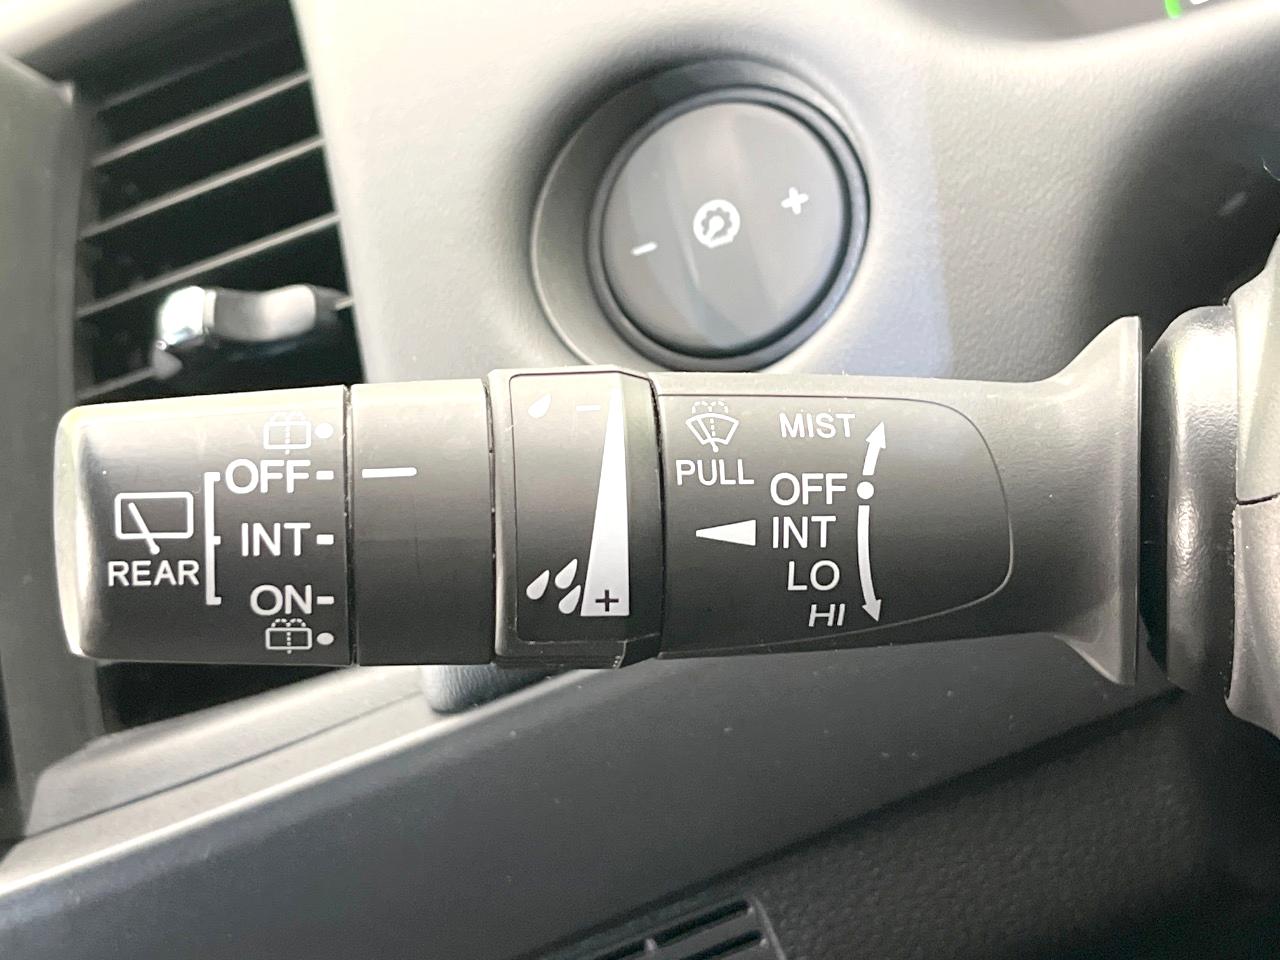 - +
OFF-
INT-
ON-
REAR
-
+
PULL
MIST
OFF
INT
LO
HI